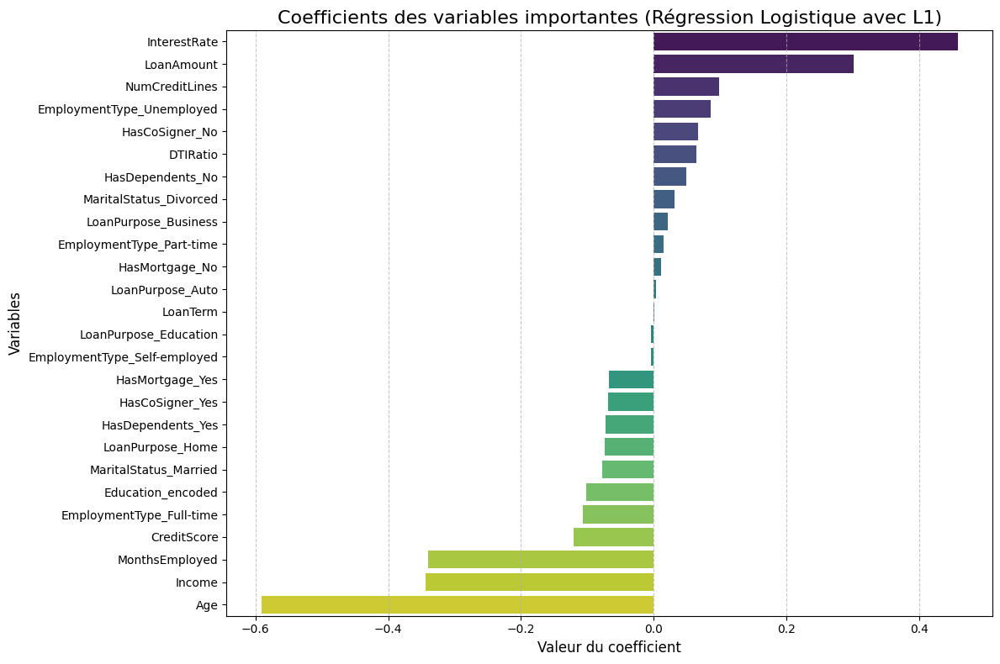 Coefficients des variables importantes (Régression Logistique avec L1)
InterestRate
LoanAmount
NumCreditLines
EmploymentType_Unemployed
HasCoSigner_No
DTIRatio
HasDependents_No
MaritalStatus_Divorced
LoanPurpose_Business
EmploymentType_Part-time
HasMortgage_No
LoanPurpose_Auto
LoanTerm
LoanPurpose_Education
EmploymentType_Self-employed
HasMortgage_Yes
HasCoSigner_Yes
HasDependents_Yes
LoanPurpose_Home
MaritalStatus_Married
Education_encoded
EmploymentType_Full-time
CreditScore
MonthsEmployed
Income
Age
Variables
−0.6 −0.4 −0.2 0.0 0.2 0.4
Valeur du coefficient